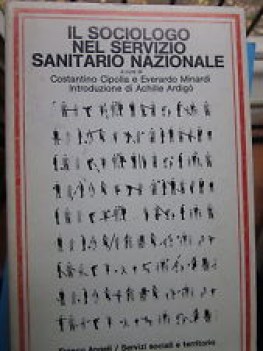 IL SOCIOLOGO
NEL SERVIZIO
SANITARIO NAZIONALE
a cura di
Costantino Cipolla e Everardo Minardi
Introduzione di Achille Ardigò
Franco Angeli / Servizi sociali e territorio